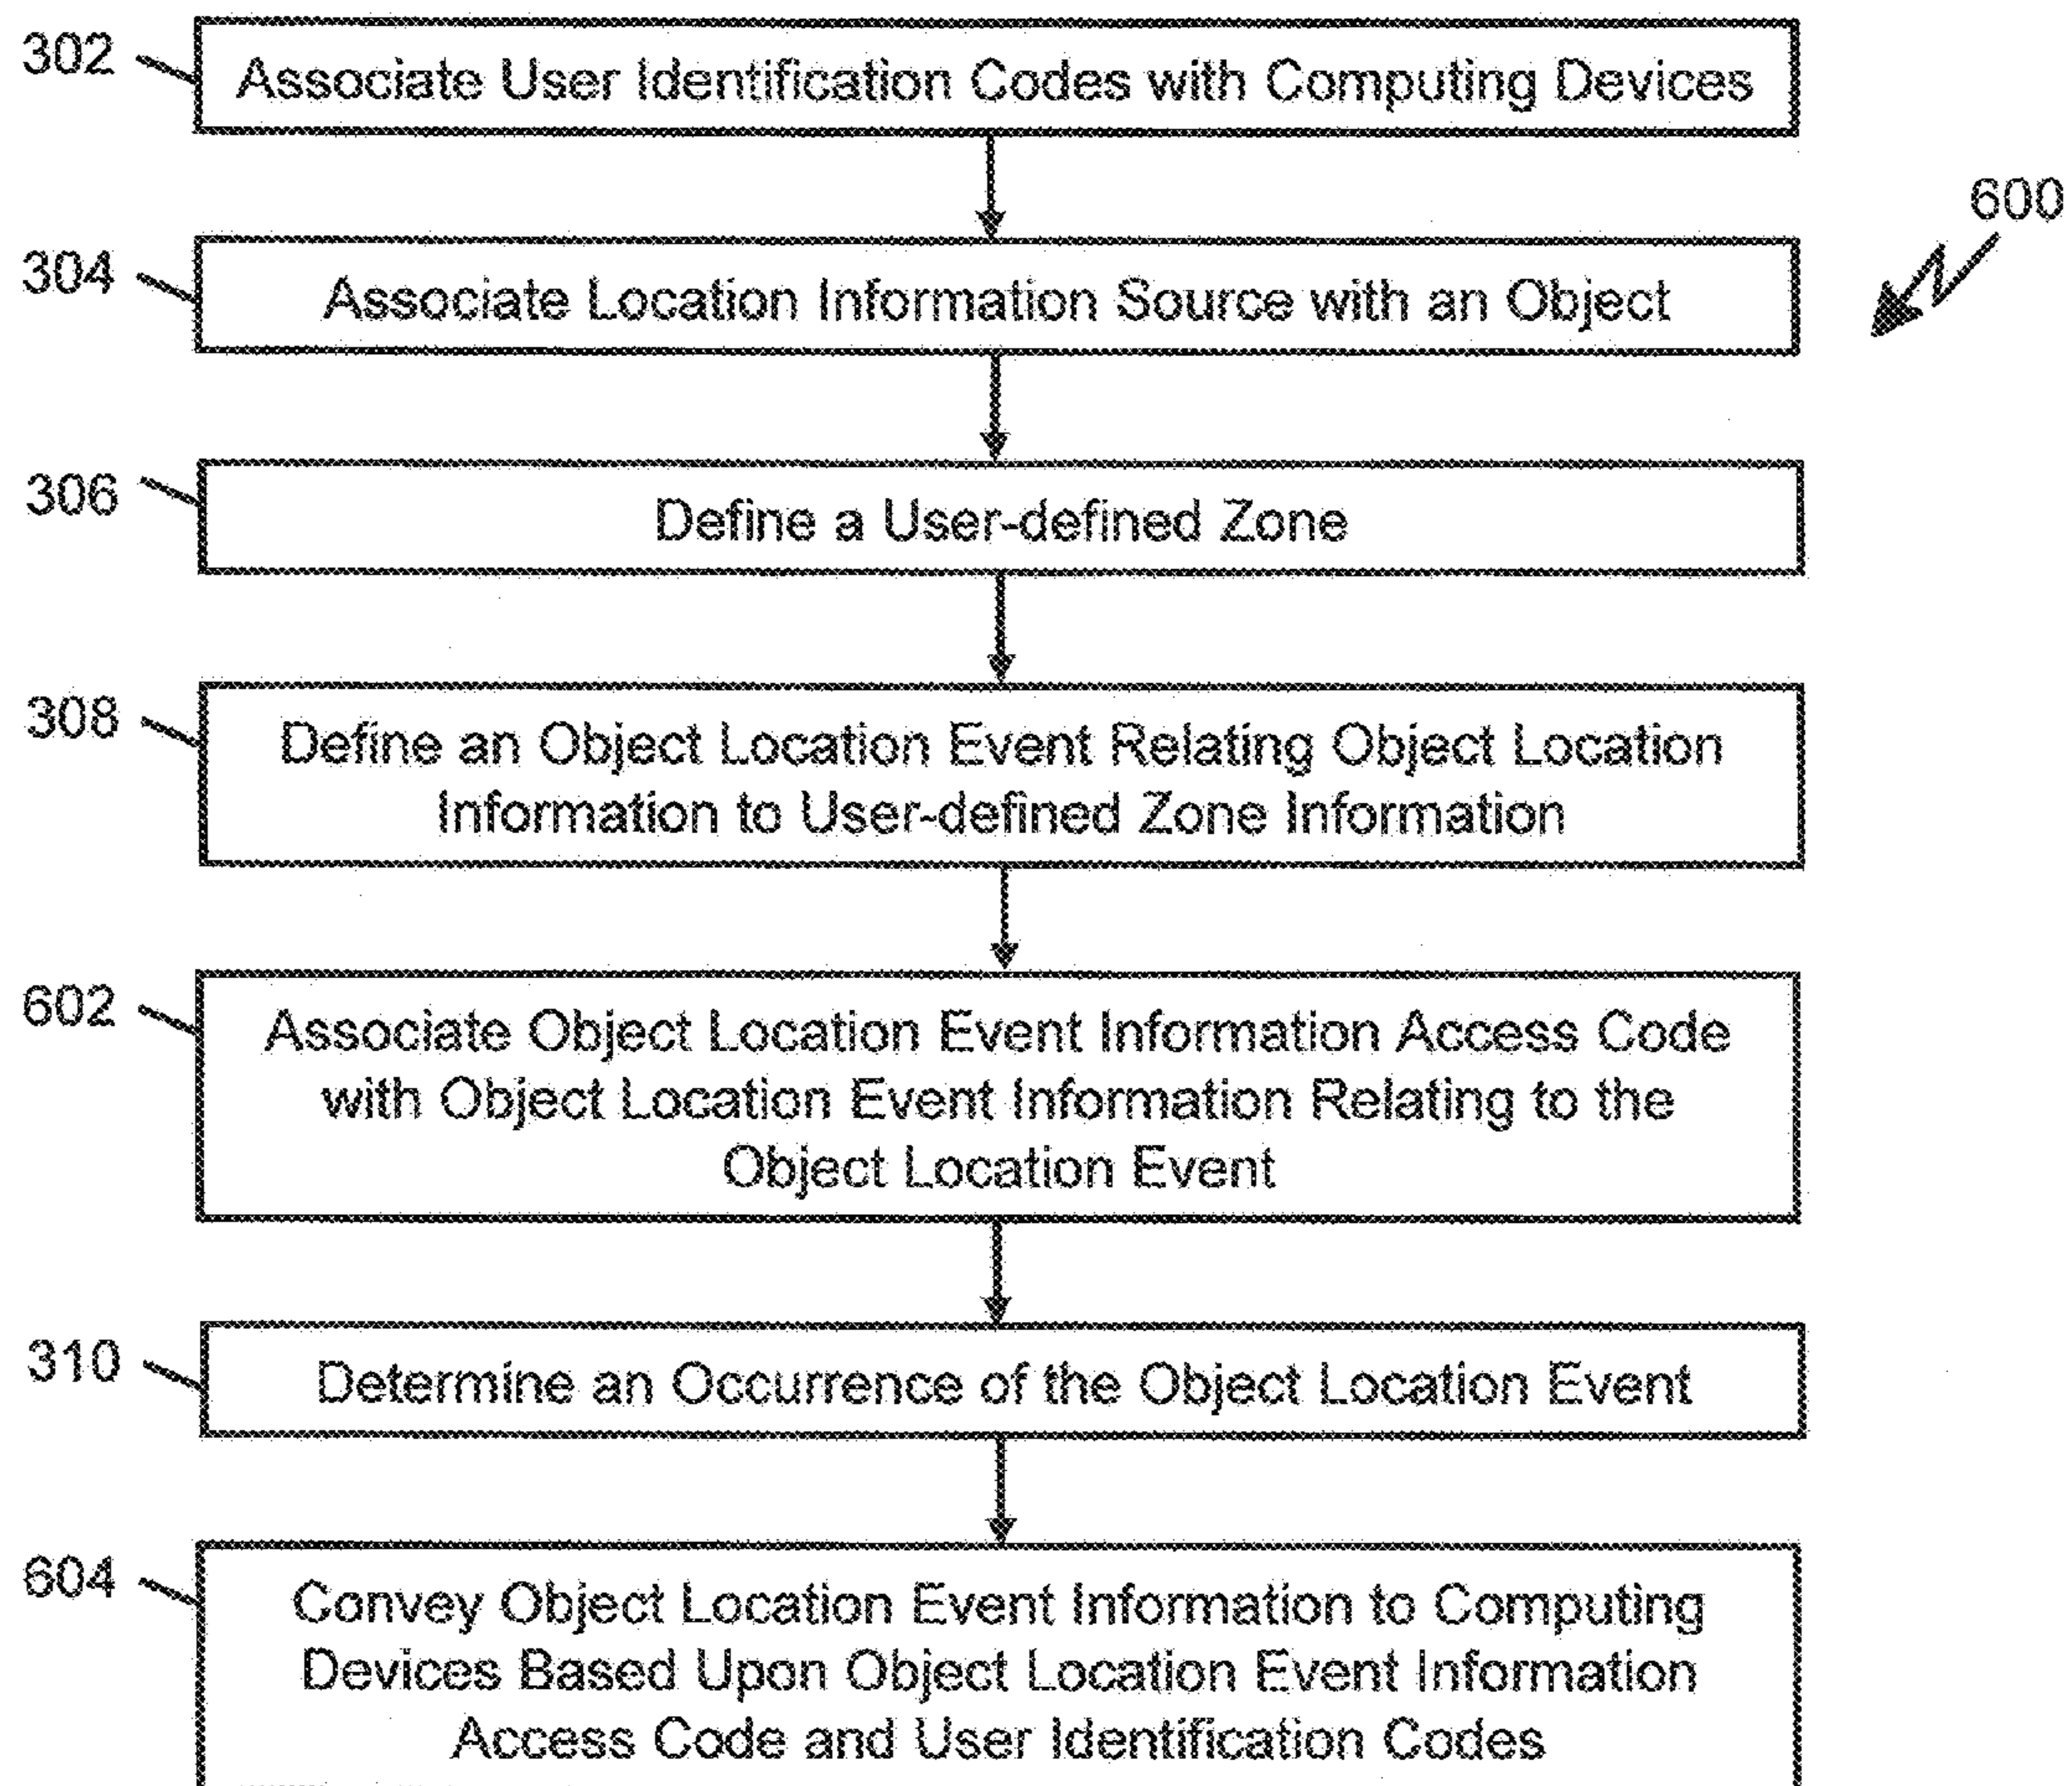 302
Associate User Identification Codes with Computing Devices
600
304
Associate Location Information Source with an Object
306
Define a User-defined Zone
308
Define an Object Location Event Relating Object Location
Information to User-defined Zone Information
602
Associate Object Location Event Information Access Code
with Object Location Event Information Relating to the
Object Location Event
310
Determine an Occurrence of the Object Location Event
604
Convey Object Location Event Information to Computing
Devices Based Upon Object Location Event Information
Access Code and User Identification Codes